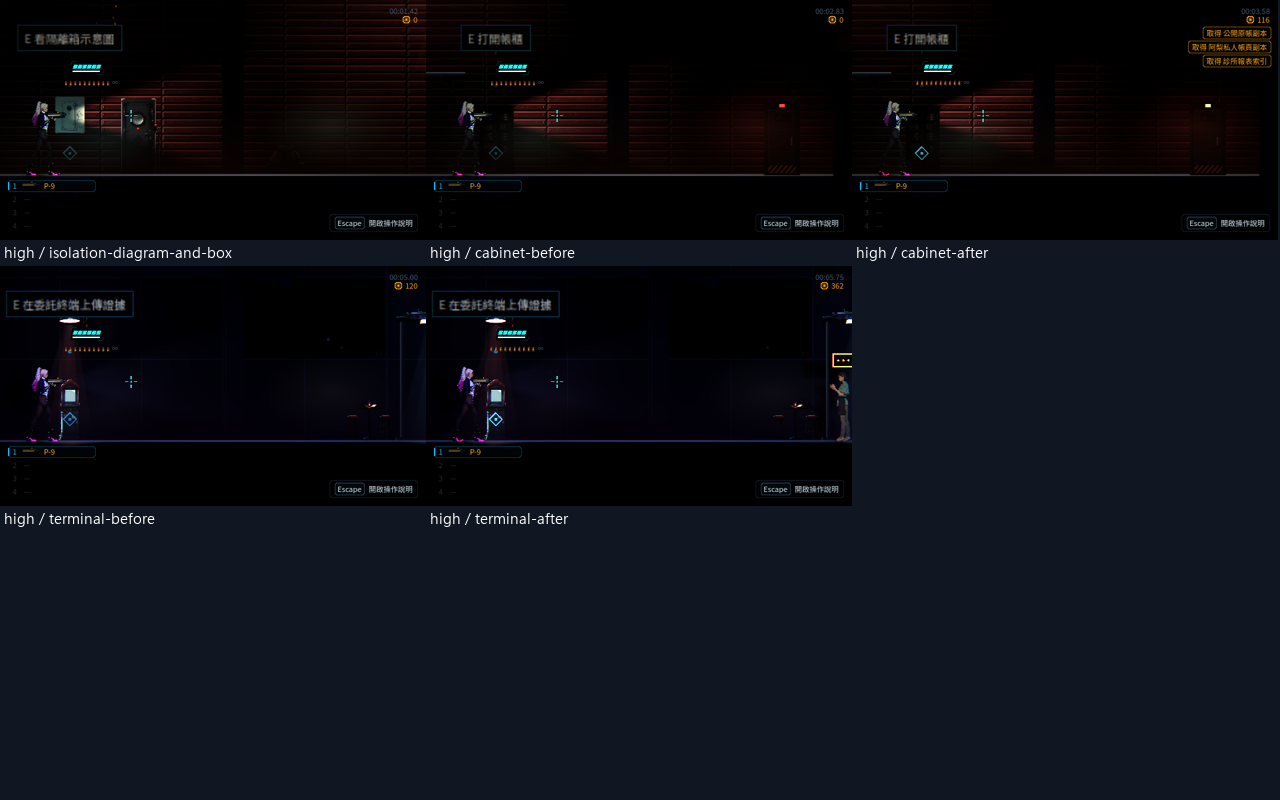 00:01.42
0
E 看隔離箱示意圖
1 P-9
2 —
3 —
4 —
Escape 開啟操作說明
high / isolation-diagram-and-box
00:02.83
0
E 打開帳櫃
1 P-9
2 —
3 —
4 —
Escape 開啟操作說明
high / cabinet-before
00:03.58
116
取得 公開原帳副本
取得 阿梨私人帳頁副本
取得 診所報表索引
E 打開帳櫃
1 P-9
2 —
3 —
4 —
Escape 開啟操作說明
high / cabinet-after
00:05.00
120
E 在委託終端上傳證據
1 P-9
2 —
3 —
4 —
Escape 開啟操作說明
high / terminal-before
00:05.75
362
E 在委託終端上傳證據
1 P-9
2 —
3 —
4 —
Escape 開啟操作說明
high / terminal-after